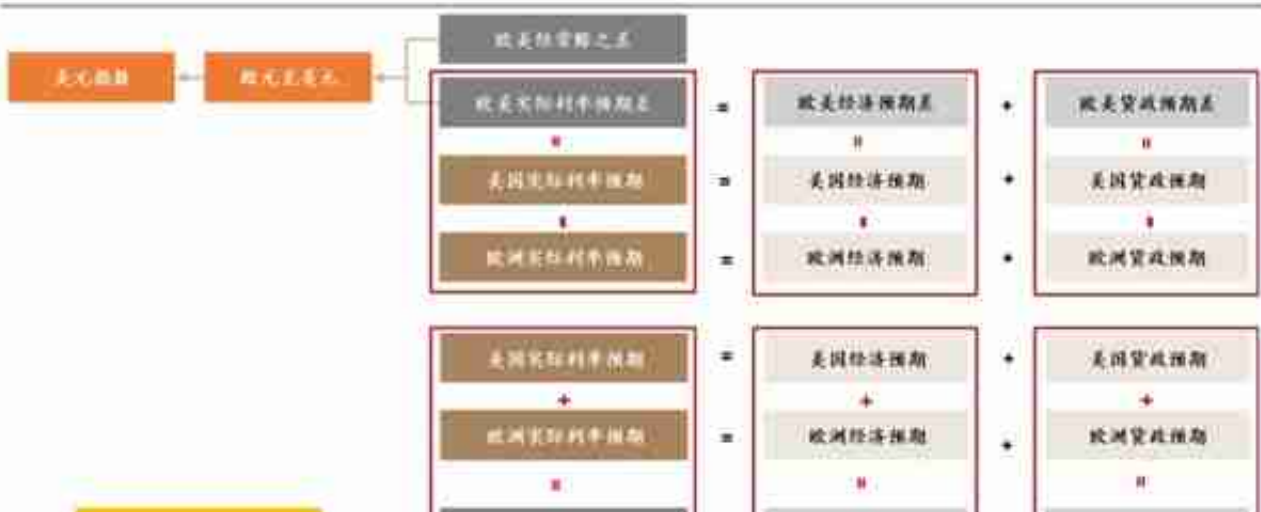 欧美经常账之差
美元指数
欧元兑美元
欧美实际利率预期差 = 欧美经济预期差 + 欧美货政预期差
= = =
美国实际利率预期 = 美国经济预期 + 美国货政预期
- - -
欧洲实际利率预期 = 欧洲经济预期 + 欧洲货政预期
美国实际利率预期 = 美国经济预期 + 美国货政预期
+ + +
欧洲实际利率预期 = 欧洲经济预期 + 欧洲货政预期
= = =